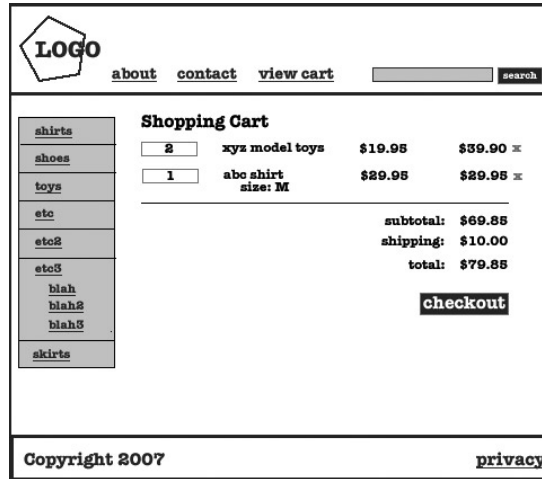 LOGO
about contact view cart search
shirts
shoes
toys
etc
etc2
etc3
blah
blah2
blah3
skirts
Shopping Cart
2 xyz model toys $19.95 $39.90 x
1 abc shirt $29.95 $29.95 x
size: M
subtotal: $69.85
shipping: $10.00
total: $79.85
checkout
Copyright 2007 privacy